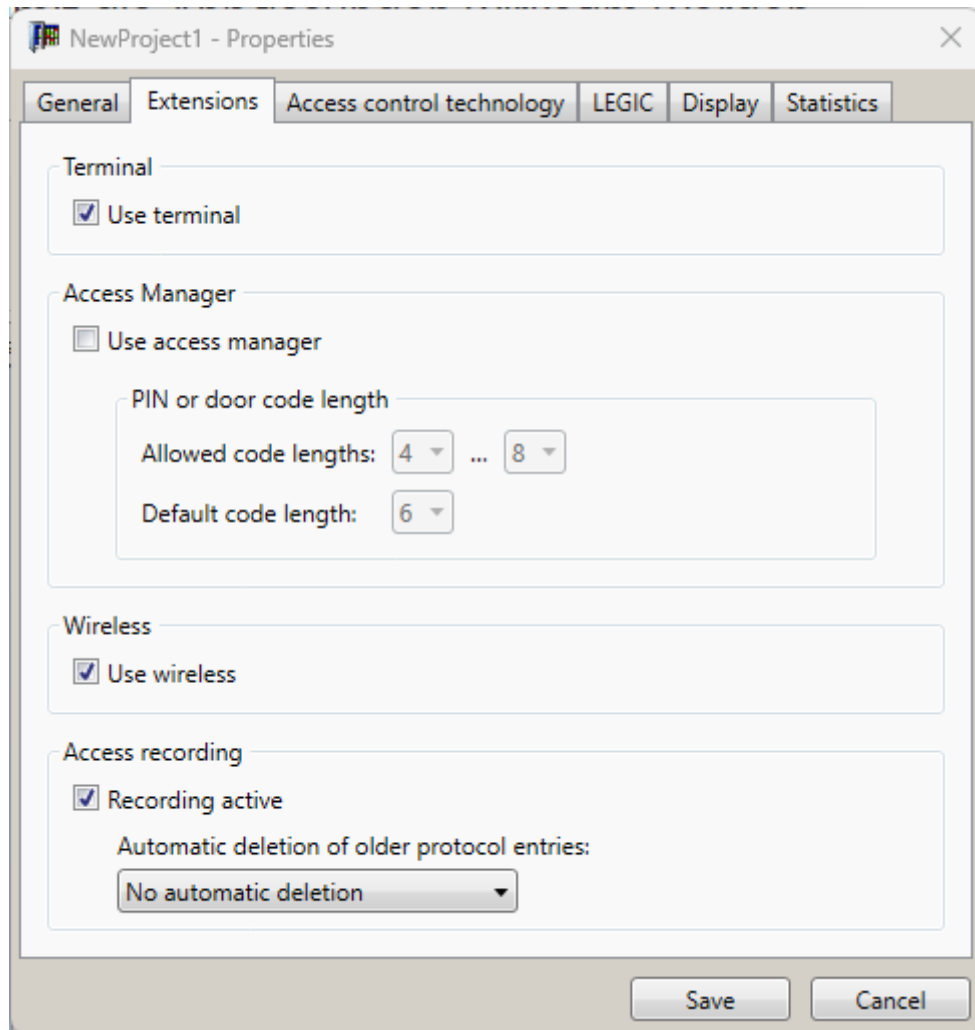 NewProject1 - Properties
General Extensions Access control technology LEGIC Display Statistics
Terminal
Use terminal
Access Manager
Use access manager
PIN or door code length
Allowed code lengths: 4 ... 8
Default code length: 6
Wireless
Use wireless
Access recording
Recording active
Automatic deletion of older protocol entries:
No automatic deletion
Save Cancel